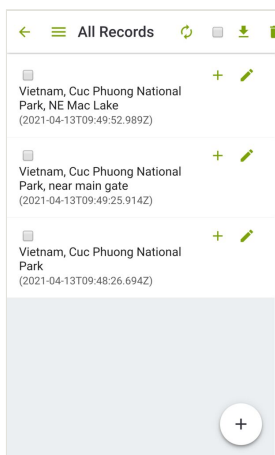 All Records
Vietnam, Cuc Phuong National
Park, NE Mac Lake
(2021-04-13T09:49:52.989Z)
Vietnam, Cuc Phuong National
Park, near main gate
(2021-04-13T09:49:25.914Z)
Vietnam, Cuc Phuong National
Park
(2021-04-13T09:48:26.694Z)